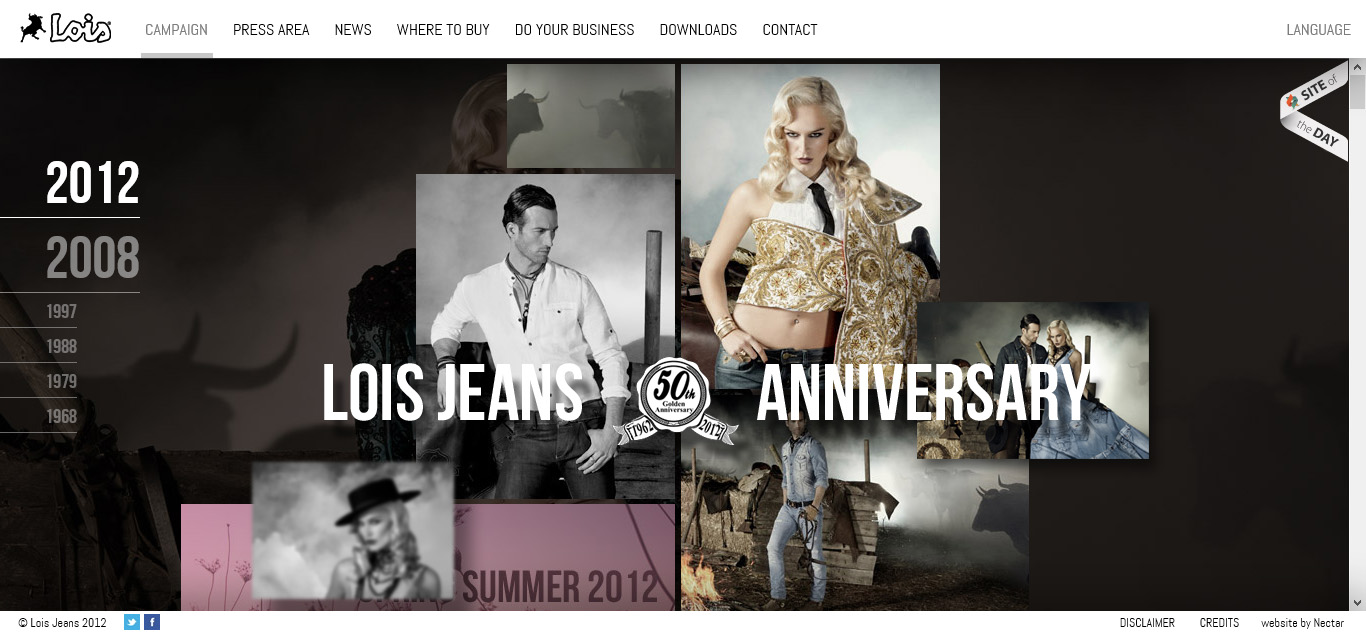 Lois
CAMPAIGN
PRESS AREA
NEWS
WHERE TO BUY
DO YOUR BUSINESS
DOWNLOADS
CONTACT
LANGUAGE
SITE of
the DAY
2012
2008
1997
1988
1979
1968
LOIS JEANS
50th
Golden
Anniversary
1962
2012
ANNIVERSARY
SUMMER 2012
© Lois Jeans 2012
DISCLAIMER
CREDITS
website by Nectar